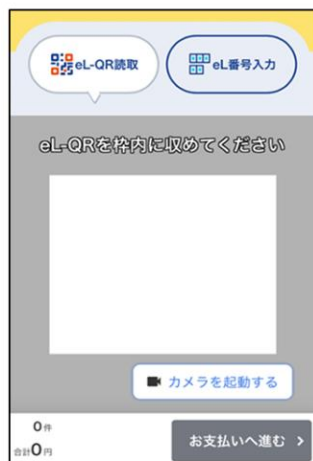 eL-QR読取
eL番号入力
eL-QRを枠内に収めてください
カメラを起動する
0件
合計0円
お支払いへ進む